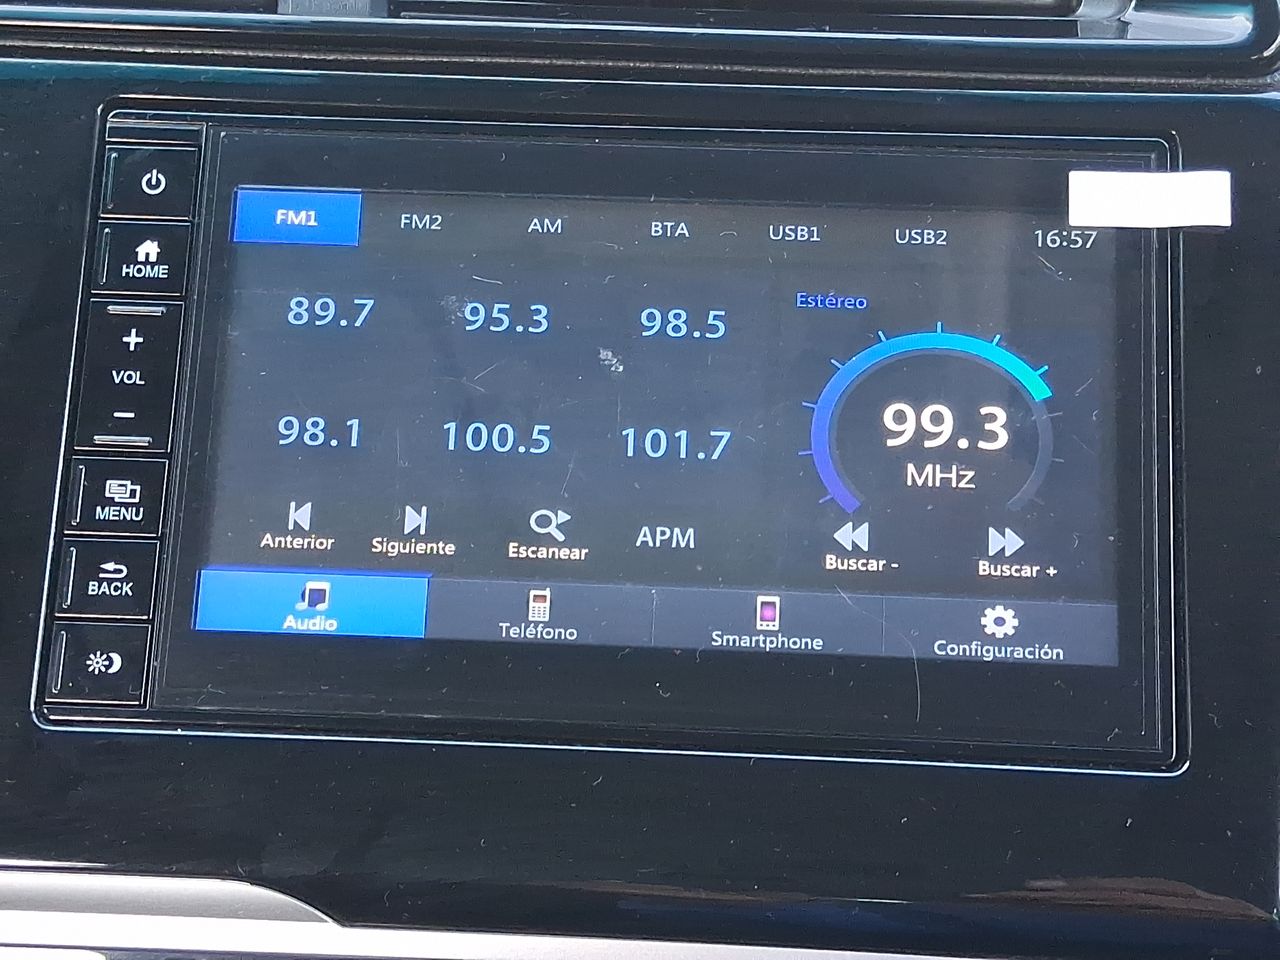 FM1 FM2 AM BTA USB1 USB2 16:57
HOME
89.7 95.3 98.5
Estéreo
+
VOL
-
98.1 100.5 101.7
99.3
MHz
MENU
Anterior Siguiente Escanear APM Buscar - Buscar +
BACK
Audio Teléfono Smartphone Configuración